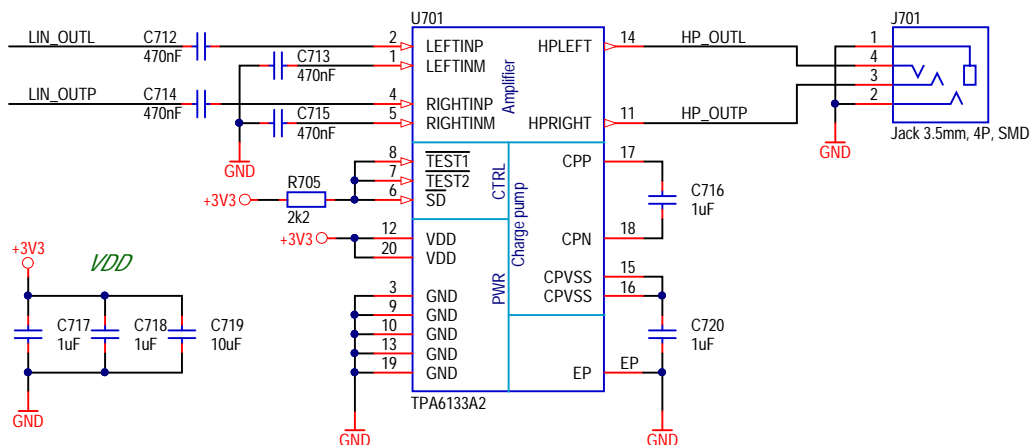 U701
J701
LIN_OUTL
C712
470nF
2
LEFTINP
HPLEFT
14
HP_OUTL
1
C713
470nF
1
LEFTINM
4
3
2
LIN_OUTP
C714
470nF
4
RIGHTINP
Amplifier
C715
470nF
5
RIGHTINM
HPRIGHT
11
HP_OUTP
Jack 3.5mm, 4P, SMD
GND
GND
8
TEST1
CTRL
CPP
17
7
TEST2
+3V3
R705
2k2
6
SD
C716
1uF
Charge pump
+3V3
12
VDD
CPN
18
20
VDD
+3V3
VDD
PWR
CPVSS
15
CPVSS
16
3
GND
9
GND
10
GND
13
GND
19
GND
C717
1uF
C718
1uF
C719
10uF
C720
1uF
EP
EP
TPA6133A2
GND
GND
GND